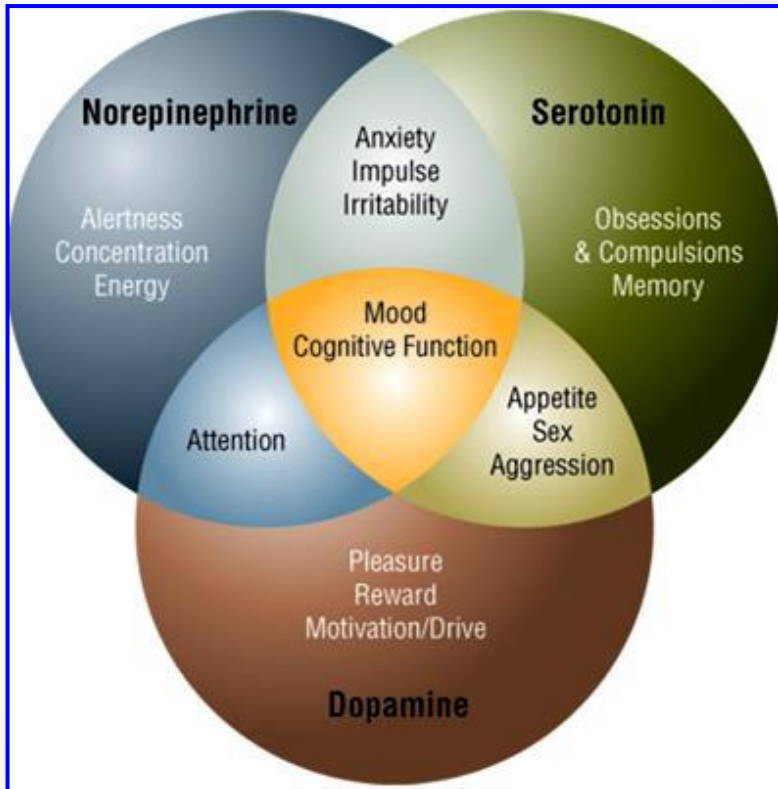 Norepinephrine
Serotonin
Anxiety
Impulse
Irritability
Alertness
Concentration
Energy
Obsessions
& Compulsions
Memory
Mood
Cognitive Function
Attention
Appetite
Sex
Aggression
Pleasure
Reward
Motivation/Drive
Dopamine